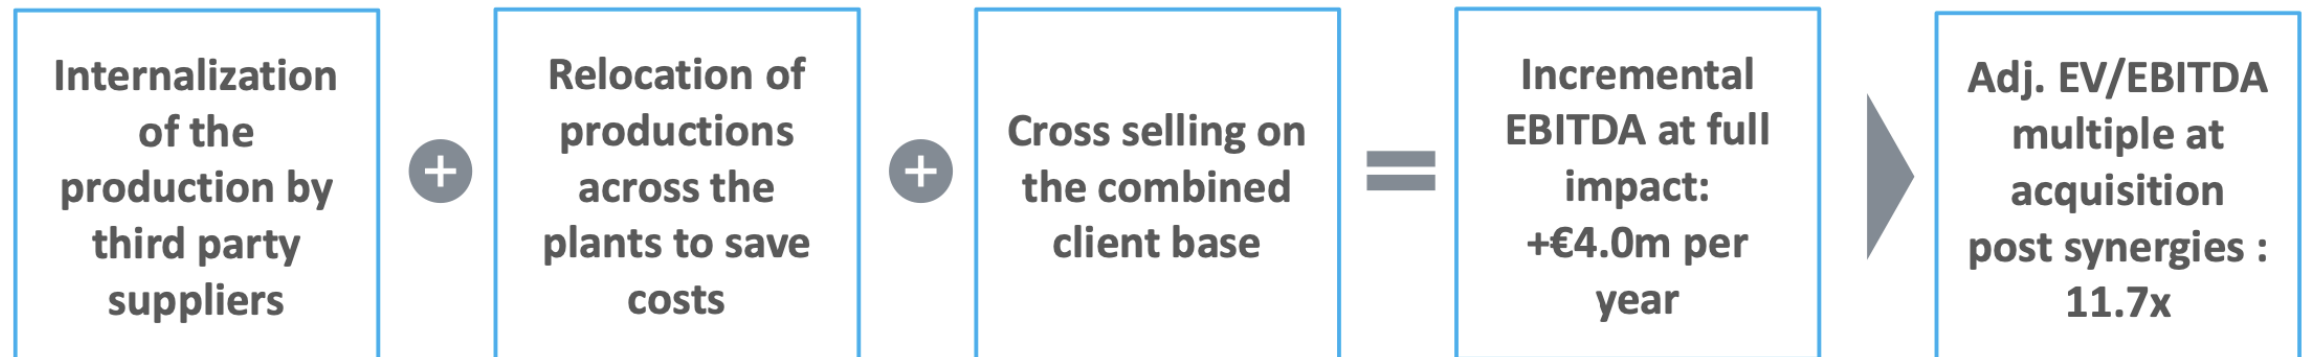 Internalization
of the
production by
third party
suppliers
+
Relocation of
productions
across the
plants to save
costs
+
Cross selling on
the combined
client base
=
Incremental
EBITDA at full
impact:
+€4.0m per
year
Adj. EV/EBITDA
multiple at
acquisition
post synergies :
11.7x